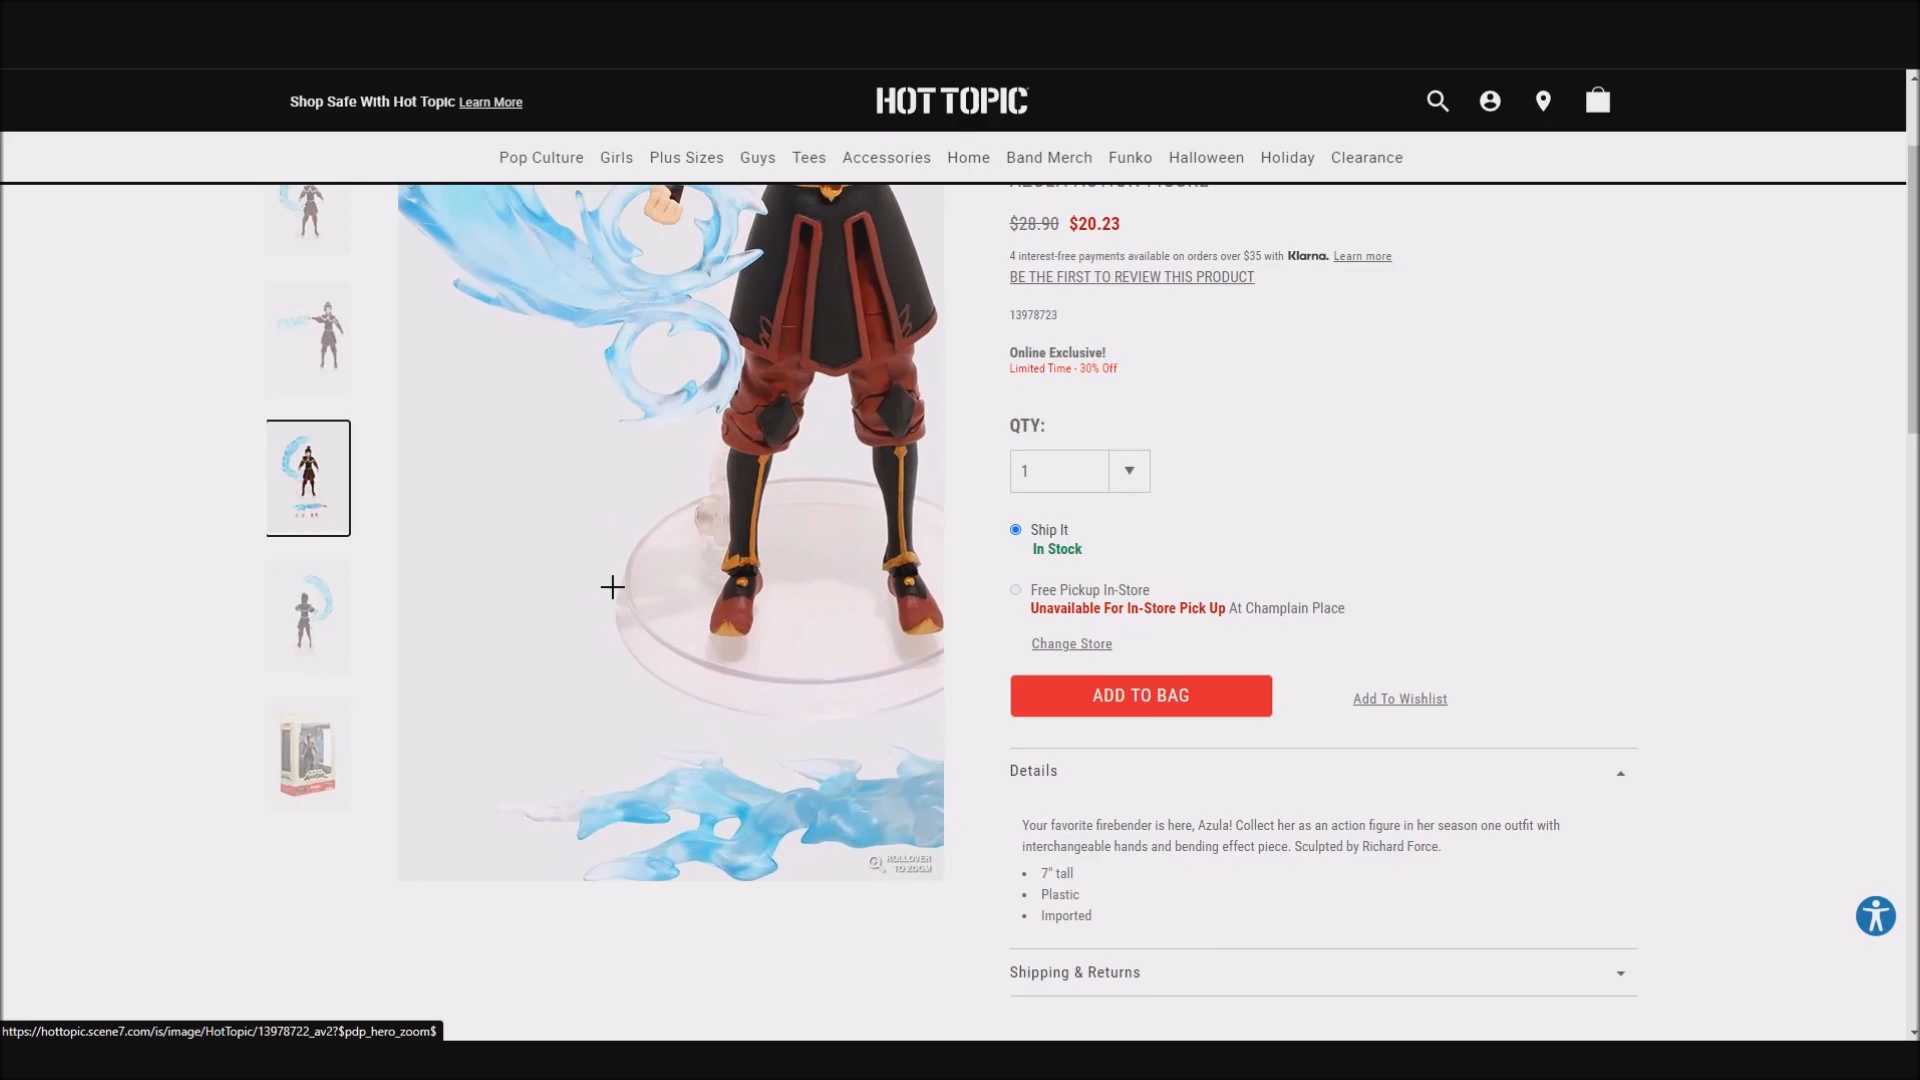 Shop Safe With Hot Topic Learn More
HOT TOPIC
Pop Culture Girls Plus Sizes Guys Tees Accessories Home Band Merch Funko Halloween Holiday Clearance
AZULA ACTION FIGURE
$28.90 $20.23
4 interest-free payments available on orders over $35 with Klarna. Learn more
BE THE FIRST TO REVIEW THIS PRODUCT
13978723
Online Exclusive!
Limited Time - 30% Off
QTY:
1
Ship It
In Stock
Free Pickup In-Store
Unavailable For In-Store Pick Up At Champlain Place
Change Store
ADD TO BAG
Add To Wishlist
Details
Your favorite firebender is here, Azula! Collect her as an action figure in her season one outfit with
interchangeable hands and bending effect piece. Sculpted by Richard Force.
7" tall
Plastic
Imported
Shipping & Returns
ROLLOVER
TO ZOOM
https://hottopic.scene7.com/is/image/HotTopic/13978722_av2?$pdp_hero_zoom$